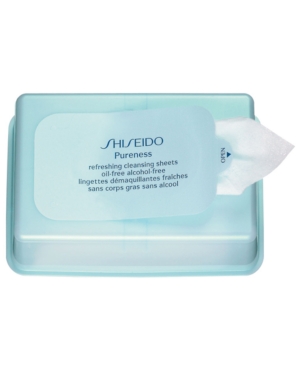 SHISEIDO
Pureness
refreshing cleansing sheets
oil-free alcohol-free
lingettes démaquillantes fraîches
sans corps gras sans alcool
OPEN